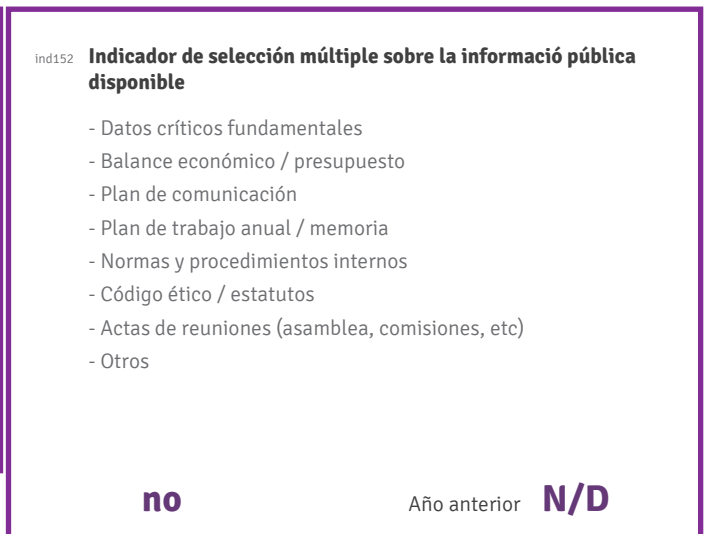 ind152 Indicador de selección múltiple sobre la informació pública
disponible
- Datos críticos fundamentales
- Balance económico / presupuesto
- Plan de comunicación
- Plan de trabajo anual / memoria
- Normas y procedimientos internos
- Código ético / estatutos
- Actas de reuniones (asamblea, comisiones, etc)
- Otros
no Año anterior N/D